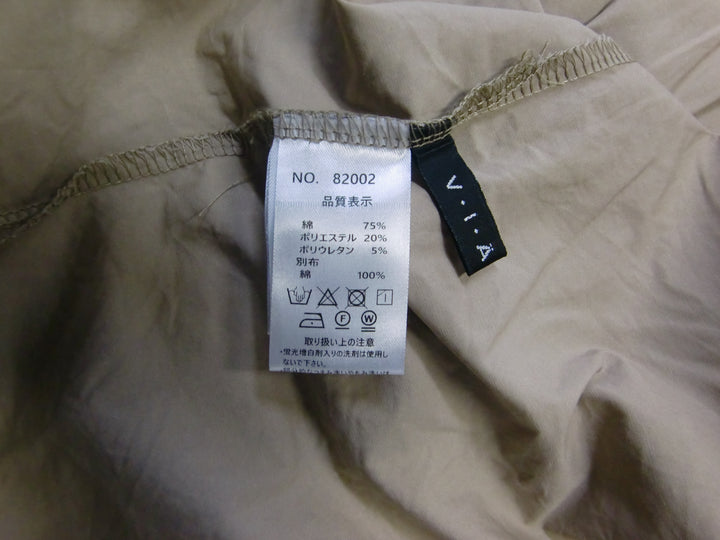 NO. 82002
品質表示
綿 75%
ポリエステル 20%
ポリウレタン 5%
別布
綿 100%
F W
取り扱い上の注意
・蛍光増白剤入りの洗剤は使用し
ないで下さい。
V・I・Ä